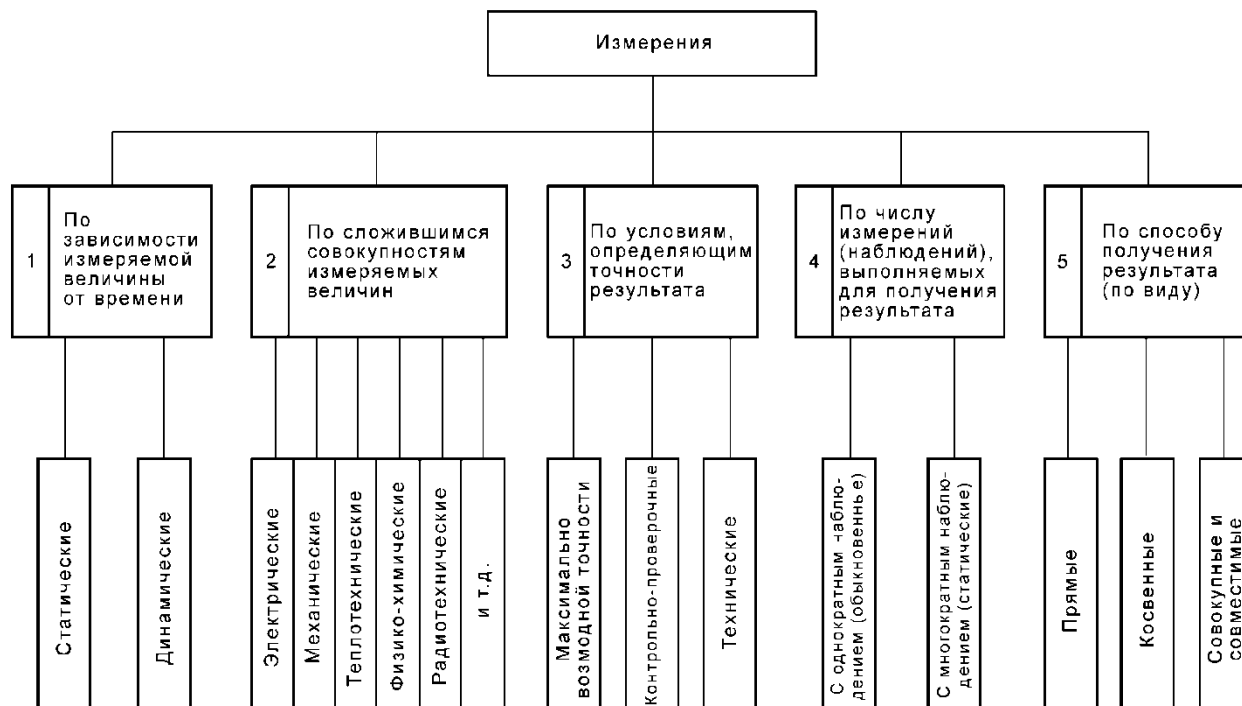 Измерения
1
По
зависимости
измеряемой
величины
от времени
2
По сложившимся
совокупностям
измеряемых
величин
3
По условиям,
определяющим
точности
результата
4
По числу
измерений
(наблюдений),
выполняемых
для получения
результата
5
По способу
получения
результата
(по виду)
Статические
Динамические
Электрические
Механические
Теплотехнические
Физико-химические
Радиотехнические
и т.д.
Максимально
возмодной точности
Контрольно-проверочные
Технические
С однократным наблю-
дением (обыкновенньіе)
С многократным наблю-
дением (статические)
Прямые
Косвенные
Совокупные и
совместимые